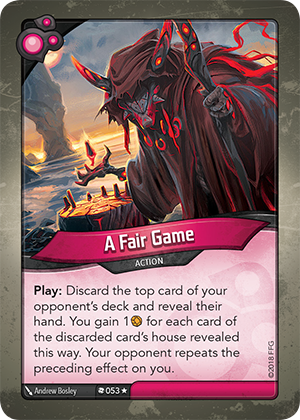 A Fair Game
ACTION
Play: Discard the top card of your
opponent's deck and reveal their
hand. You gain 1 for each card of
the discarded card's house revealed
this way. Your opponent repeats the
preceding effect on you.
©2018 FFG
Andrew Bosley
053 ★